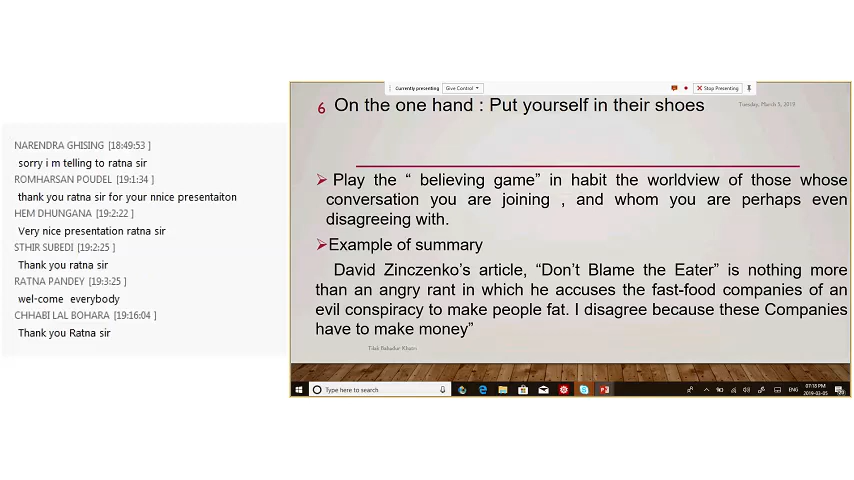 NARENDRA GHISING [18:49:53 ]
sorry i m telling to ratna sir
ROMHARSAN POUDEL [19:1:34 ]
thank you ratna sir for your nnice presentaiton
HEM DHUNGANA [19:2:22 ]
Very nice presentation ratna sir
STHIR SUBEDI [19:2:25 ]
Thank you ratna sir
RATNA PANDEY [19:3:25 ]
wel-come everybody
CHHABI LAL BOHARA [19:16:04 ]
Thank you Ratna sir
Currently presenting Give Control Stop Presenting
6 On the one hand : Put yourself in their shoes
Tuesday, March 5, 2019
Play the “ believing game” in habit the worldview of those whose
conversation you are joining , and whom you are perhaps even
disagreeing with.
Example of summary
David Zinczenko’s article, “Don’t Blame the Eater” is nothing more
than an angry rant in which he accuses the fast-food companies of an
evil conspiracy to make people fat. I disagree because these Companies
have to make money”
Tilak Bahadur Khatri
Type here to search
ENG
07:18 PM
2019-03-05